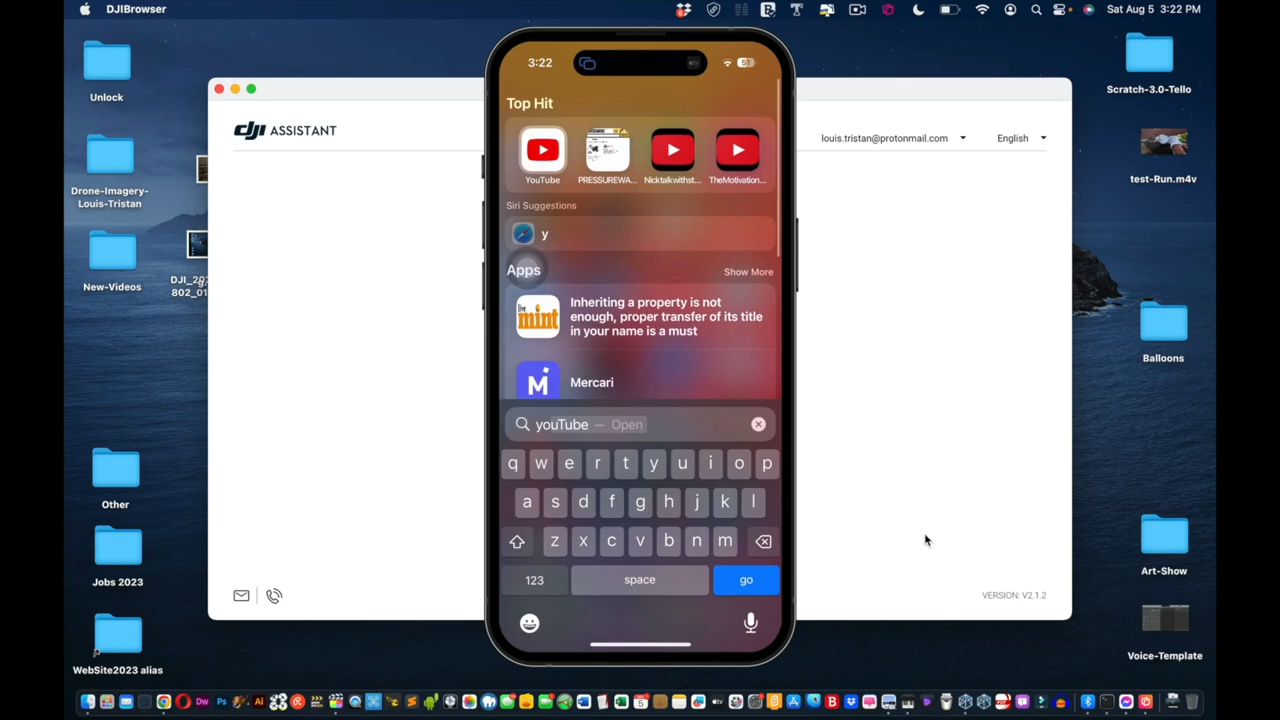 DJIBrowser
Sat Aug 5 3:22 PM
Unlock
Drone-Imagery-
Louis-Tristan
New-Videos
DJI_20
802_01
Other
Jobs 2023
WebSite2023 alias
dji ASSISTANT
louis.tristan@protonmail.com
English
VERSION: V2.1.2
3:22
Top Hit
YouTube
PRESSUREWA...
Nicktalkwithst...
TheMotivation...
Siri Suggestions
y
Apps
Show More
mint
Inheriting a property is not
enough, proper transfer of its title
in your name is a must
M
Mercari
youTube — Open
q w e r t y u i o p
a s d f g h j k l
z x c v b n m
123
space
go
Scratch-3.0-Tello
test-Run.m4v
Balloons
Art-Show
Voice-Template